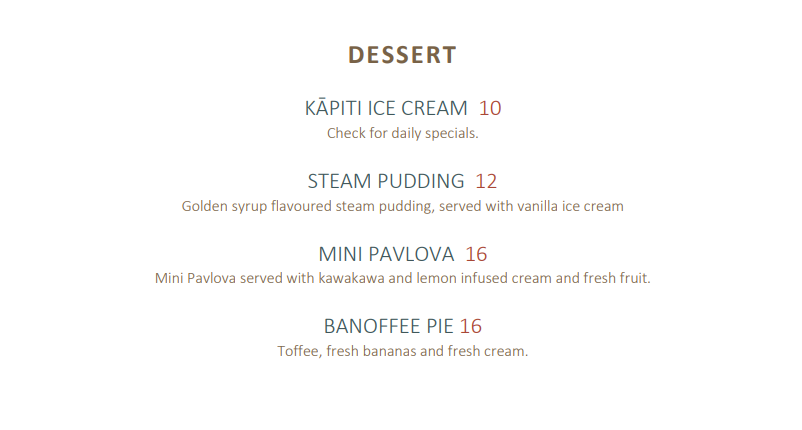 DESSERT
KĀPITI ICE CREAM 10
Check for daily specials.
STEAM PUDDING 12
Golden syrup flavoured steam pudding, served with vanilla ice cream
MINI PAVLOVA 16
Mini Pavlova served with kawakawa and lemon infused cream and fresh fruit.
BANOFFEE PIE 16
Toffee, fresh bananas and fresh cream.